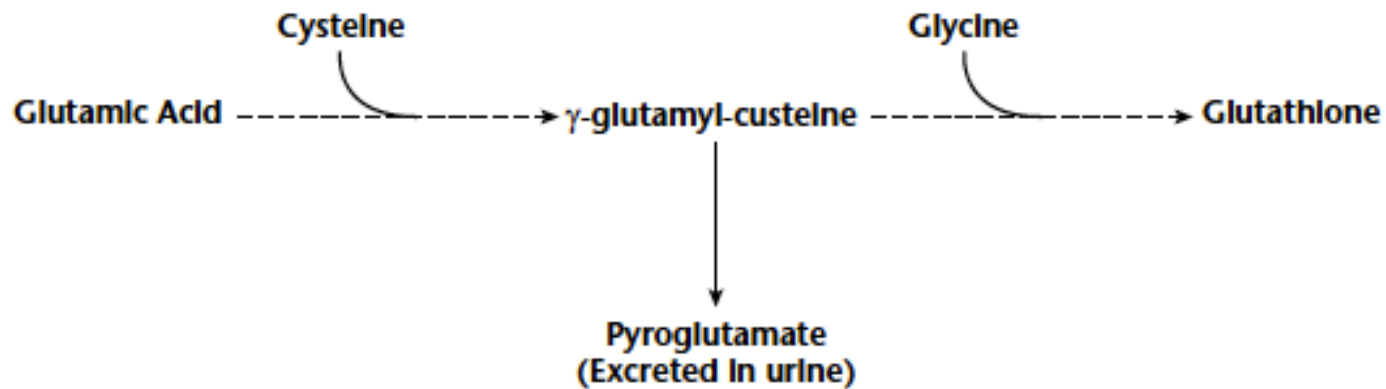 Cysteine
Glycine
Glutamic Acid
γ-glutamyl-custeine
Glutathione
Pyroglutamate
(Excreted in urine)